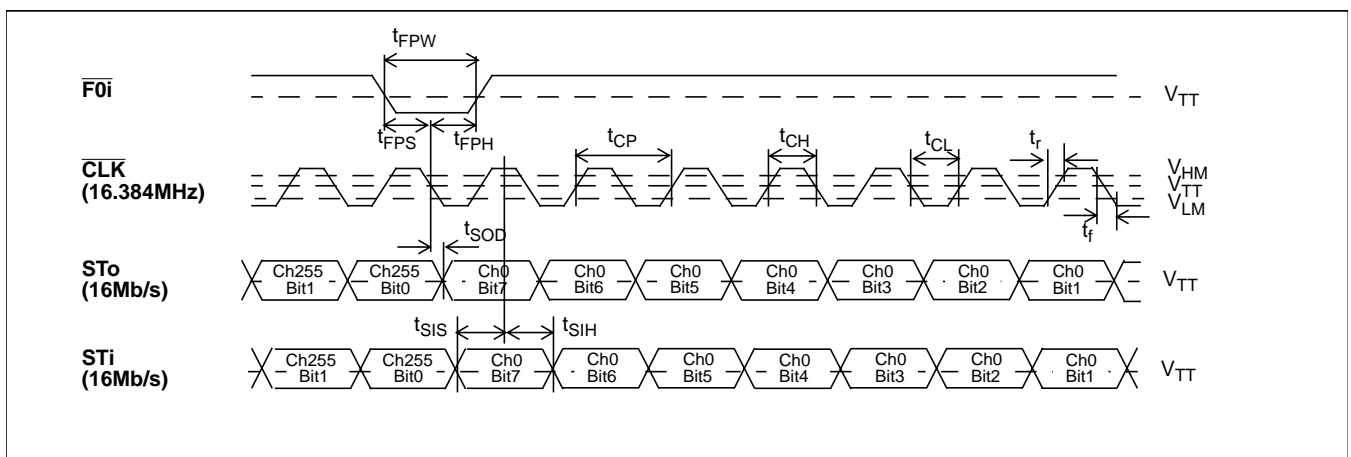 tFPW
F0i
VTT
tFPS tFPH tCP tCH tCL tr
CLK
(16.384MHz)
VHM
VTT
VLM
tf
tSOD
STo
(16Mb/s)
Ch255 Bit1 Ch255 Bit0 Ch0 Bit7 Ch0 Bit6 Ch0 Bit5 Ch0 Bit4 Ch0 Bit3 Ch0 Bit2 Ch0 Bit1
VTT
tSIS tSIH
STi
(16Mb/s)
Ch255 Bit1 Ch255 Bit0 Ch0 Bit7 Ch0 Bit6 Ch0 Bit5 Ch0 Bit4 Ch0 Bit3 Ch0 Bit2 Ch0 Bit1
VTT